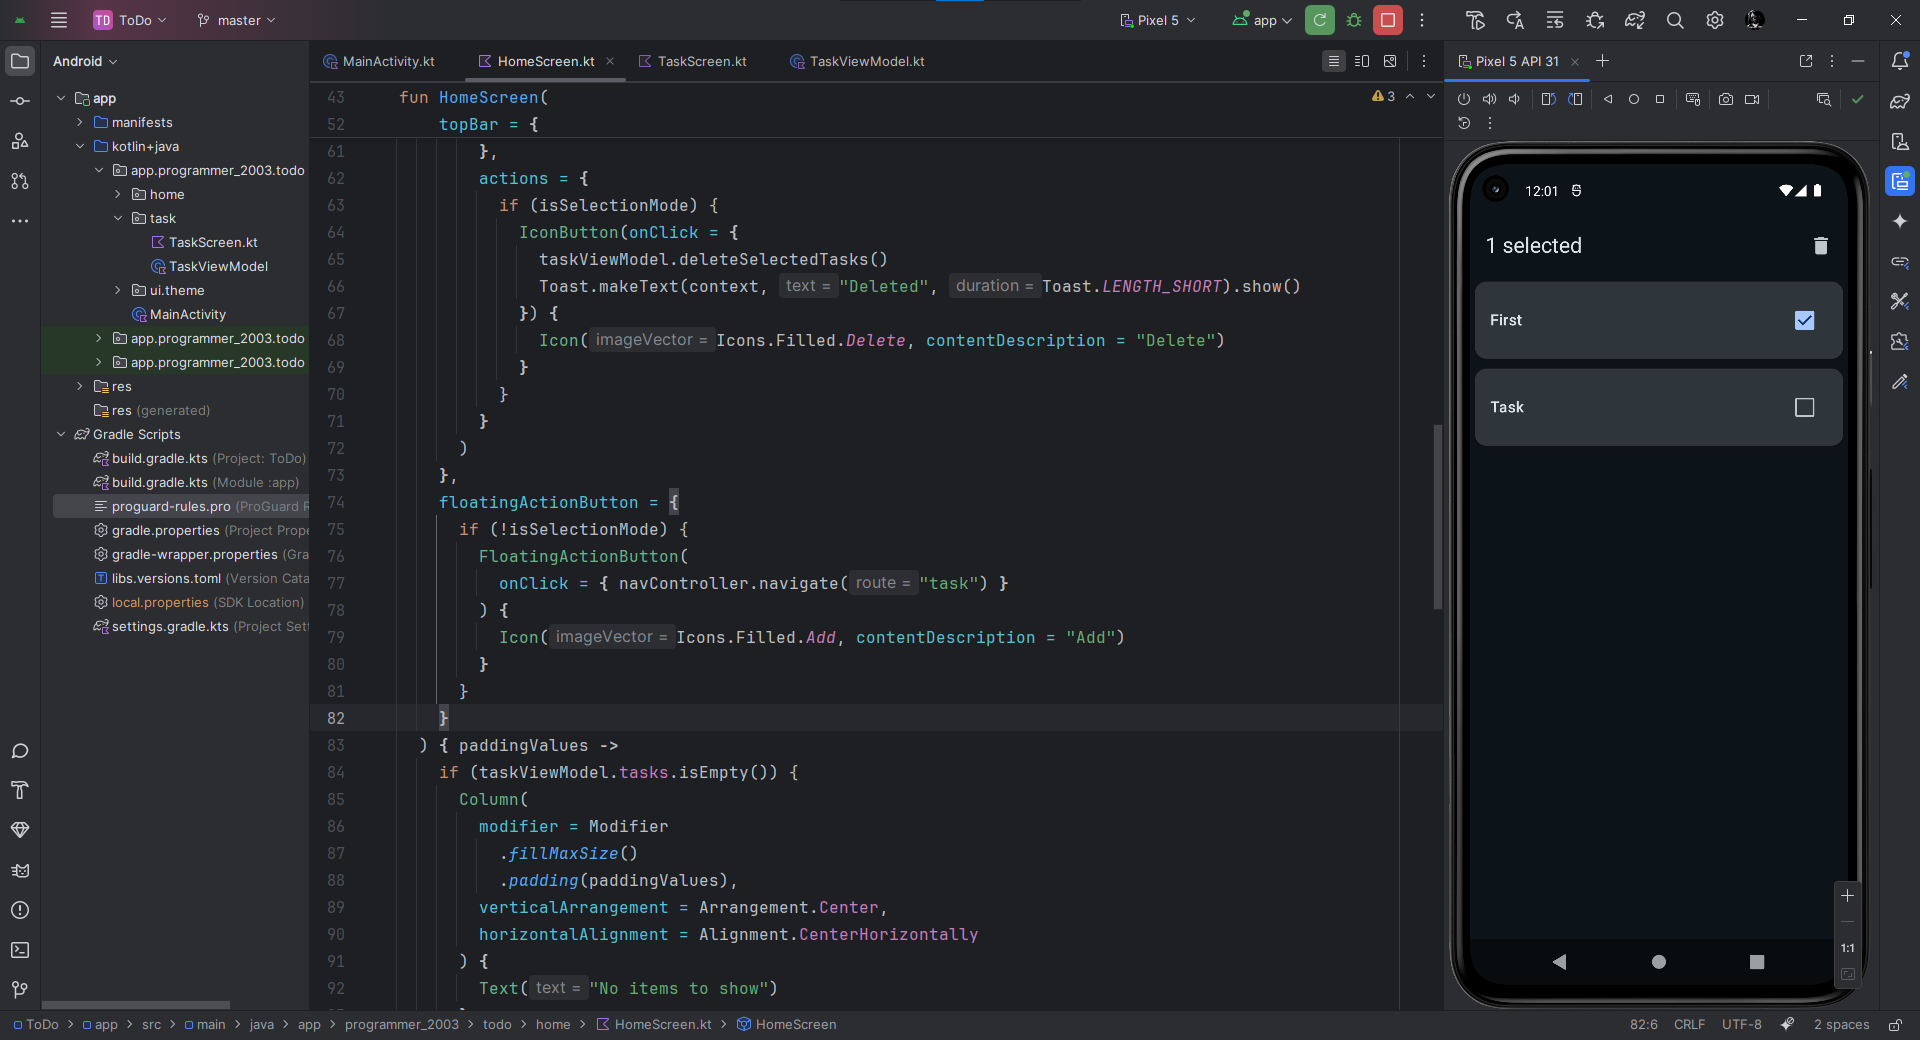 TD ToDo
master
Pixel 5
app
Android
MainActivity.kt
HomeScreen.kt
TaskScreen.kt
TaskViewModel.kt
Pixel 5 API 31
app
manifests
kotlin+java
app.programmer_2003.todo
home
task
TaskScreen.kt
TaskViewModel
ui.theme
MainActivity
app.programmer_2003.todo
app.programmer_2003.todo
res
res (generated)
Gradle Scripts
build.gradle.kts (Project: ToDo)
build.gradle.kts (Module :app)
proguard-rules.pro (ProGuard R
gradle.properties (Project Prope
gradle-wrapper.properties (Gra
libs.versions.toml (Version Cata
local.properties (SDK Location)
settings.gradle.kts (Project Sett
3
43 fun HomeScreen(
52 topBar = {
61 },
62 actions = {
63 if (isSelectionMode) {
64 IconButton(onClick = {
65 taskViewModel.deleteSelectedTasks()
66 Toast.makeText(context, text = "Deleted", duration = Toast.LENGTH_SHORT).show()
67 }) {
68 Icon( imageVector = Icons.Filled.Delete, contentDescription = "Delete")
69 }
70 }
71 }
72 )
73 },
74 floatingActionButton = {
75 if (!isSelectionMode) {
76 FloatingActionButton(
77 onClick = { navController.navigate( route = "task") }
78 ) {
79 Icon( imageVector = Icons.Filled.Add, contentDescription = "Add")
80 }
81 }
82 }
83 ) { paddingValues ->
84 if (taskViewModel.tasks.isEmpty()) {
85 Column(
86 modifier = Modifier
87 .fillMaxSize()
88 .padding(paddingValues),
89 verticalArrangement = Arrangement.Center,
90 horizontalAlignment = Alignment.CenterHorizontally
91 ) {
92 Text( text = "No items to show")
12:01
1 selected
First
Task
1:1
ToDo > app > src > main > java > app > programmer_2003 > todo > home > HomeScreen.kt > HomeScreen
82:6 CRLF UTF-8 2 spaces